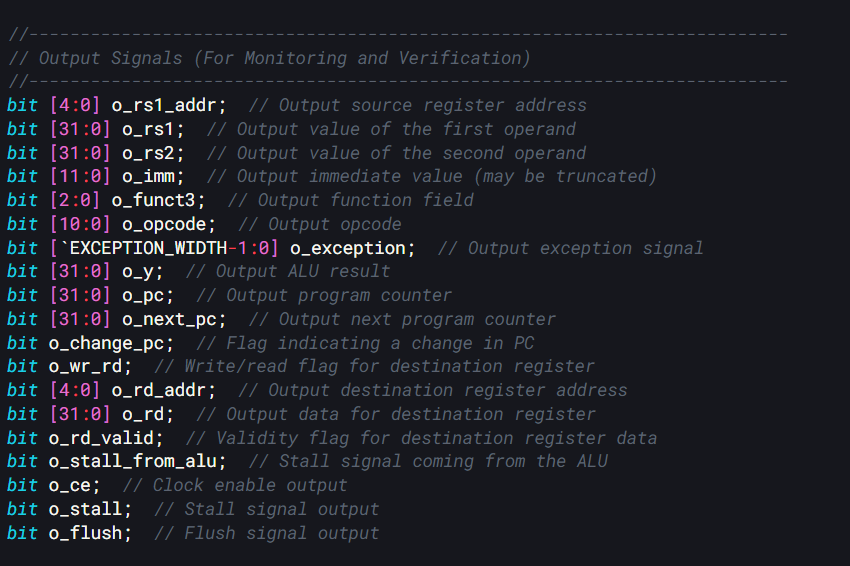 //-------------------------------------------------------------------------
// Output Signals (For Monitoring and Verification)
//-------------------------------------------------------------------------
bit [4:0] o_rs1_addr;  // Output source register address
bit [31:0] o_rs1;  // Output value of the first operand
bit [31:0] o_rs2;  // Output value of the second operand
bit [11:0] o_imm;  // Output immediate value (may be truncated)
bit [2:0] o_funct3;  // Output function field
bit [10:0] o_opcode;  // Output opcode
bit [`EXCEPTION_WIDTH-1:0] o_exception;  // Output exception signal
bit [31:0] o_y;  // Output ALU result
bit [31:0] o_pc;  // Output program counter
bit [31:0] o_next_pc;  // Output next program counter
bit o_change_pc;  // Flag indicating a change in PC
bit o_wr_rd;  // Write/read flag for destination register
bit [4:0] o_rd_addr;  // Output destination register address
bit [31:0] o_rd;  // Output data for destination register
bit o_rd_valid;  // Validity flag for destination register data
bit o_stall_from_alu;  // Stall signal coming from the ALU
bit o_ce;  // Clock enable output
bit o_stall;  // Stall signal output
bit o_flush;  // Flush signal output